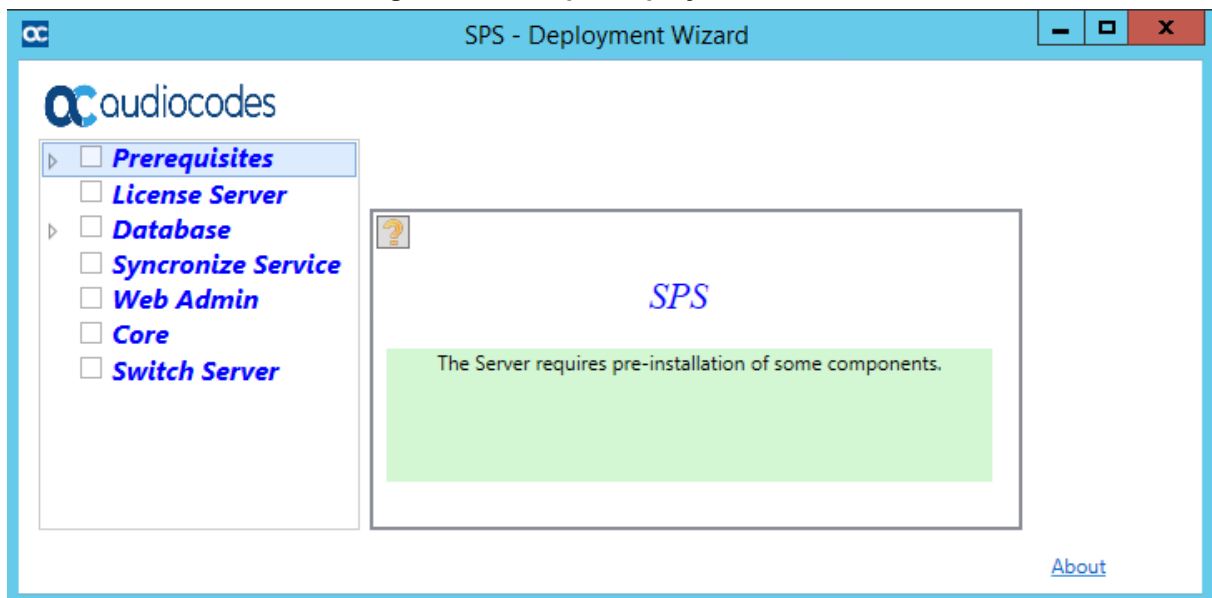 SPS - Deployment Wizard
audiocodes
Prerequisites
License Server
Database
Syncronize Service
Web Admin
Core
Switch Server
SPS
The Server requires pre-installation of some components.
About